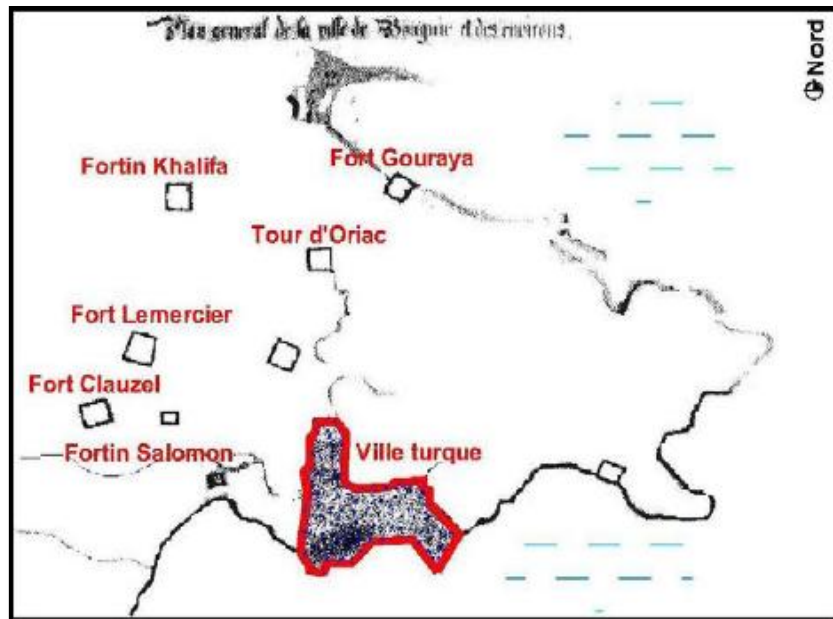 Plan general de la ville de Bougie et des environs.
Nord
Fort Gouraya
Fortin Khalifa
Tour d'Oriac
Fort Lemercier
Fort Clauzel
Fortin Salomon
Ville turque